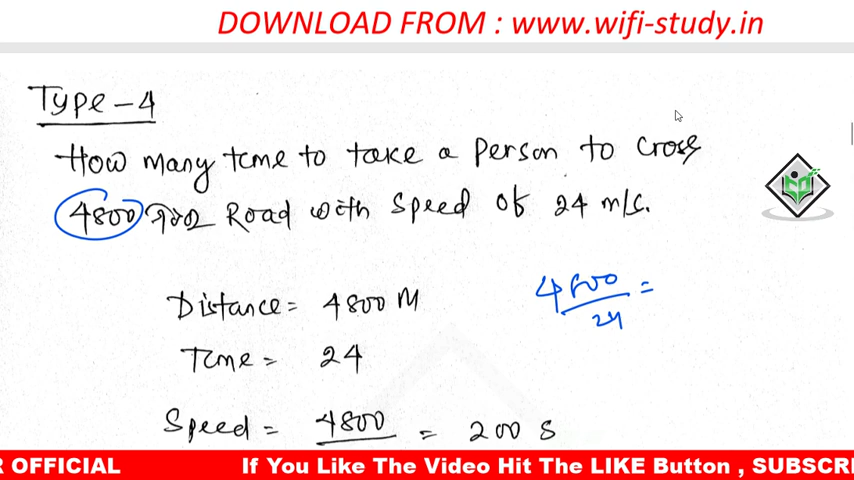 DOWNLOAD FROM : www.wifi-study.in
Type-4
How many time to take a Person to cross
4800 Road with Speed of 24 m/s.
Distance = 4800 M
4800 =
24
Time = 24
Speed = 4800 = 200 S
R OFFICIAL If You Like The Video Hit The LIKE Button , SUBSCRI